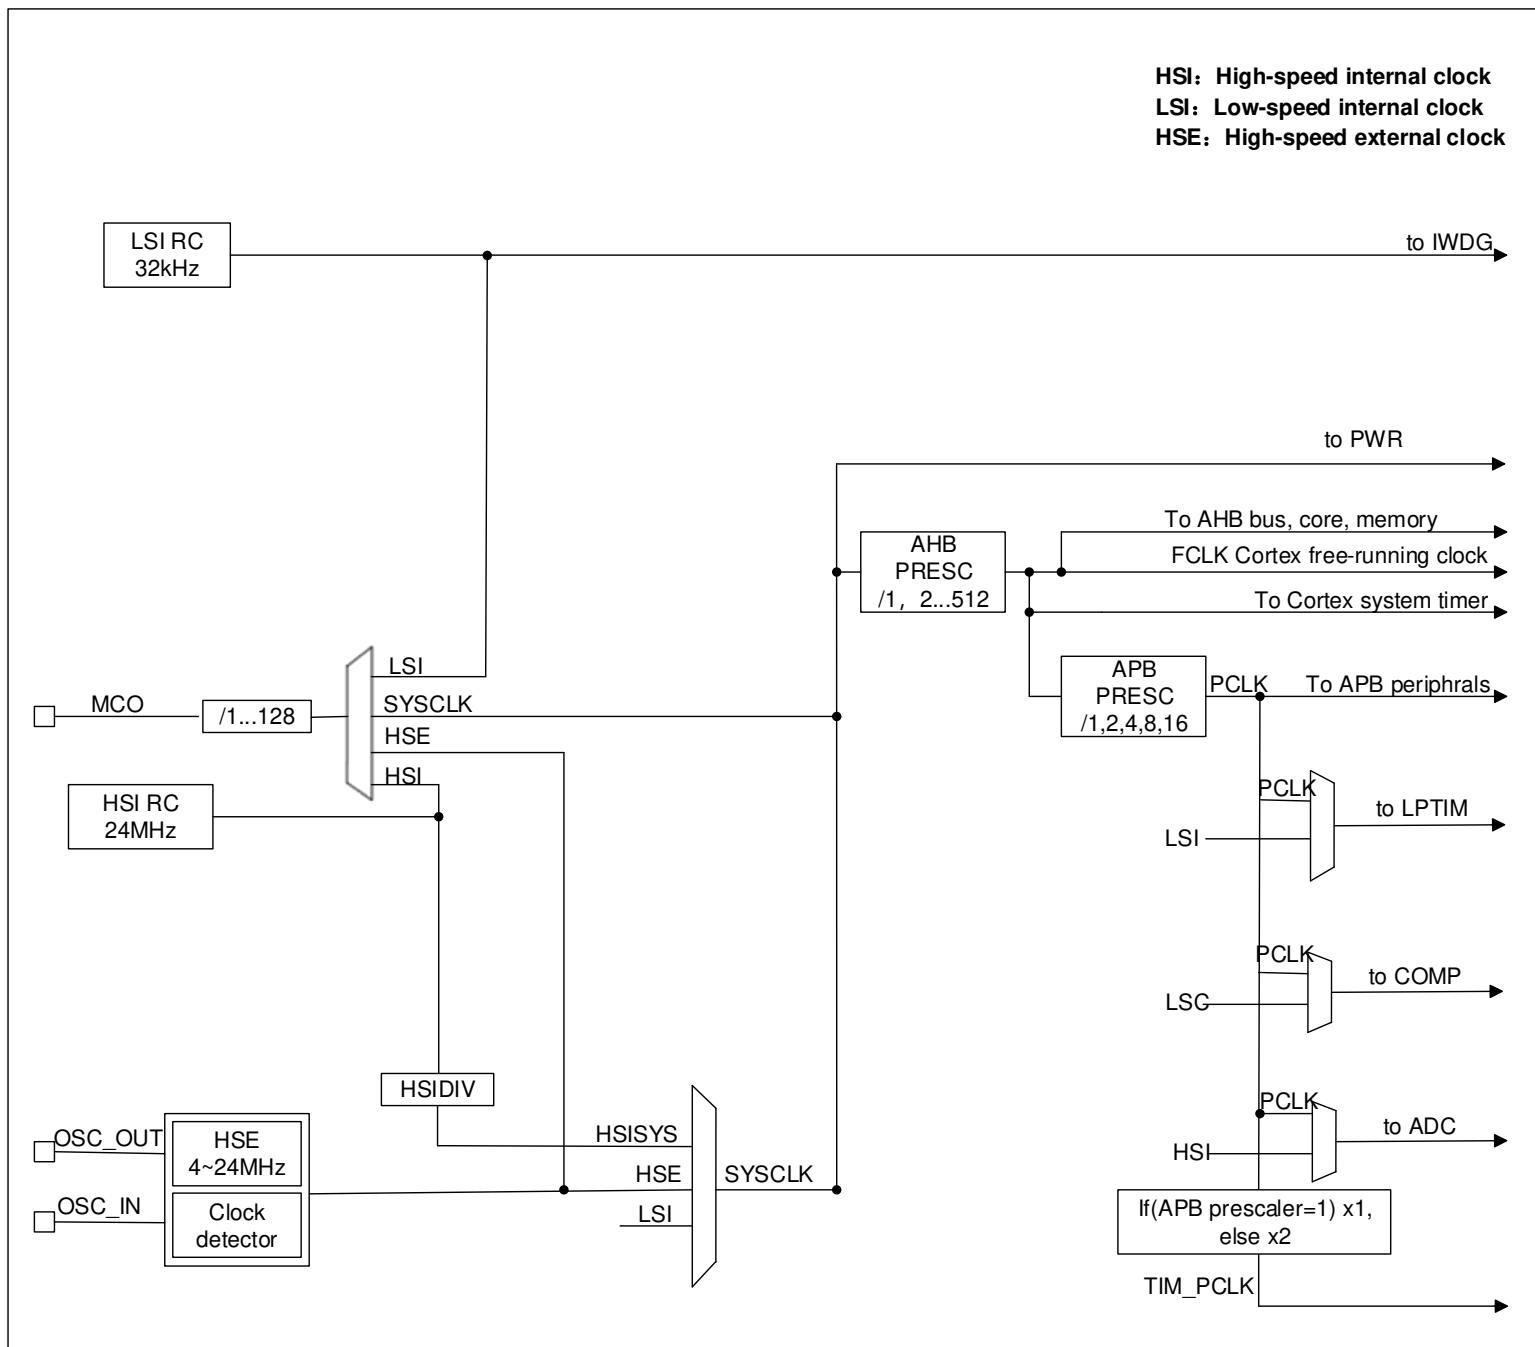 HSI：High-speed internal clock
LSI：Low-speed internal clock
HSE：High-speed external clock
LSI RC
32kHz
to IWDG
to PWR
To AHB bus, core, memory
AHB
PRESC
/1，2...512
FCLK Cortex free-running clock
To Cortex system timer
LSI
APB
PRESC
/1,2,4,8,16
PCLK
To APB periphrals
MCO
/1...128
SYSCLK
HSE
HSI
HSI RC
24MHz
PCLK
to LPTIM
LSI
PCLK
to COMP
LSC
HSIDIV
PCLK
to ADC
HSI
OSC_OUT
HSE
4~24MHz
HSISYS
HSE
SYSCLK
LSI
OSC_IN
Clock
detector
If(APB prescaler=1) x1,
else x2
TIM_PCLK